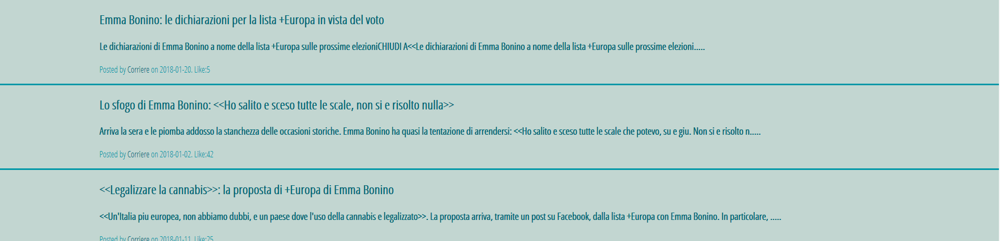 Emma Bonino: le dichiarazioni per la lista +Europa in vista del voto
Le dichiarazioni di Emma Bonino a nome della lista +Europa sulle prossime elezioniCHIUDI A<<Le dichiarazioni di Emma Bonino a nome della lista +Europa sulle prossime elezioni.....
Posted by Corriere on 2018-01-20. Like:5
Lo sfogo di Emma Bonino: <<Ho salito e sceso tutte le scale, non si e risolto nulla>>
Arriva la sera e le piomba addosso la stanchezza delle occasioni storiche. Emma Bonino ha quasi la tentazione di arrendersi: <<Ho salito e sceso tutte le scale che potevo, su e giu. Non si e risolto n.....
Posted by Corriere on 2018-01-02. Like:42
<<Legalizzare la cannabis>>: la proposta di +Europa di Emma Bonino
<<Un'Italia piu europea, non abbiamo dubbi, e un paese dove l'uso della cannabis e legalizzato>>. La proposta arriva, tramite un post su Facebook, dalla lista +Europa con Emma Bonino. In particolare, .....
Posted by Corriere on 2018-01-11. Like:25